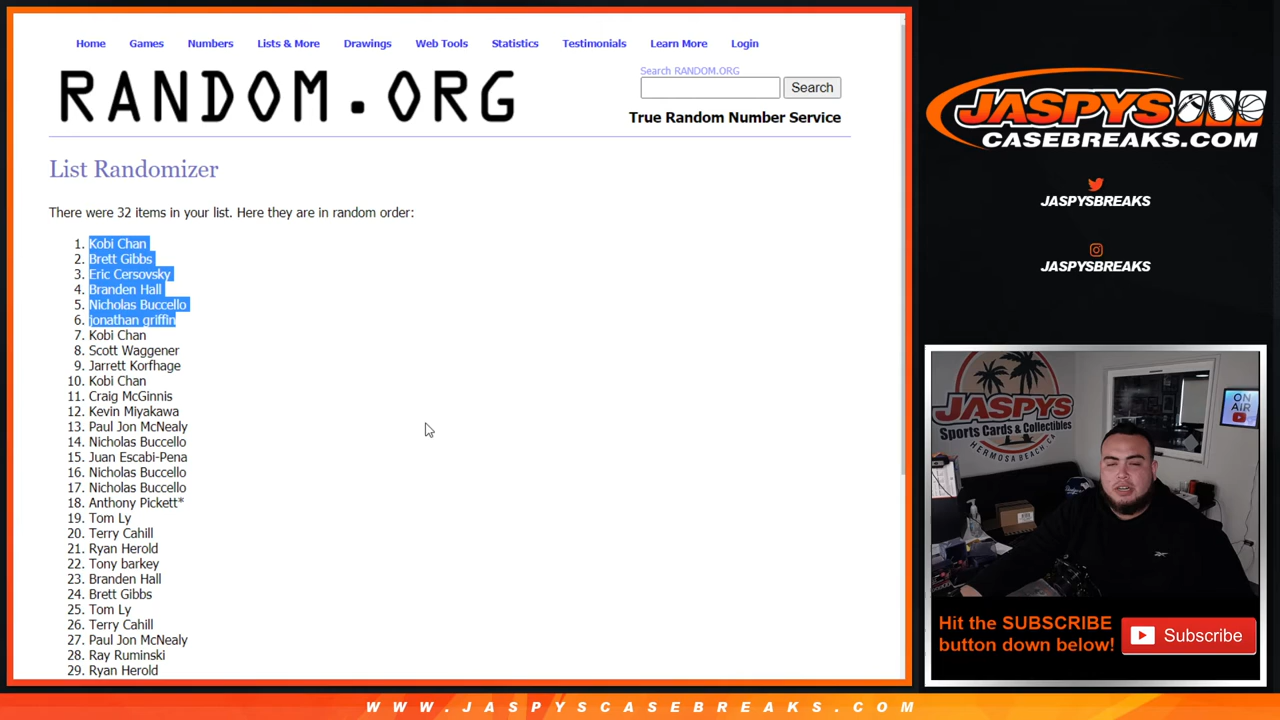 Home Games Numbers Lists & More Drawings Web Tools Statistics Testimonials Learn More Login
RANDOM.ORG
Search RANDOM.ORG
Search
True Random Number Service
List Randomizer
There were 32 items in your list. Here they are in random order:
1. Kobi Chan
2. Brett Gibbs
3. Eric Cersovsky
4. Branden Hall
5. Nicholas Buccello
6. jonathan griffin
7. Kobi Chan
8. Scott Waggener
9. Jarrett Korfhage
10. Kobi Chan
11. Craig McGinnis
12. Kevin Miyakawa
13. Paul Jon McNealy
14. Nicholas Buccello
15. Juan Escabi-Pena
16. Nicholas Buccello
17. Nicholas Buccello
18. Anthony Pickett*
19. Tom Ly
20. Terry Cahill
21. Ryan Herold
22. Tony barkey
23. Branden Hall
24. Brett Gibbs
25. Tom Ly
26. Terry Cahill
27. Paul Jon McNealy
28. Ray Ruminski
29. Ryan Herold
JASPYS
CASEBREAKS.COM
JASPYSBREAKS
JASPYSBREAKS
JASPYS
Sports Cards & Collectibles
HERMOSA BEACH, CA
ON
AIR
Hit the SUBSCRIBE
button down below!
Subscribe
WWW.JASPYSCASEBREAKS.COM